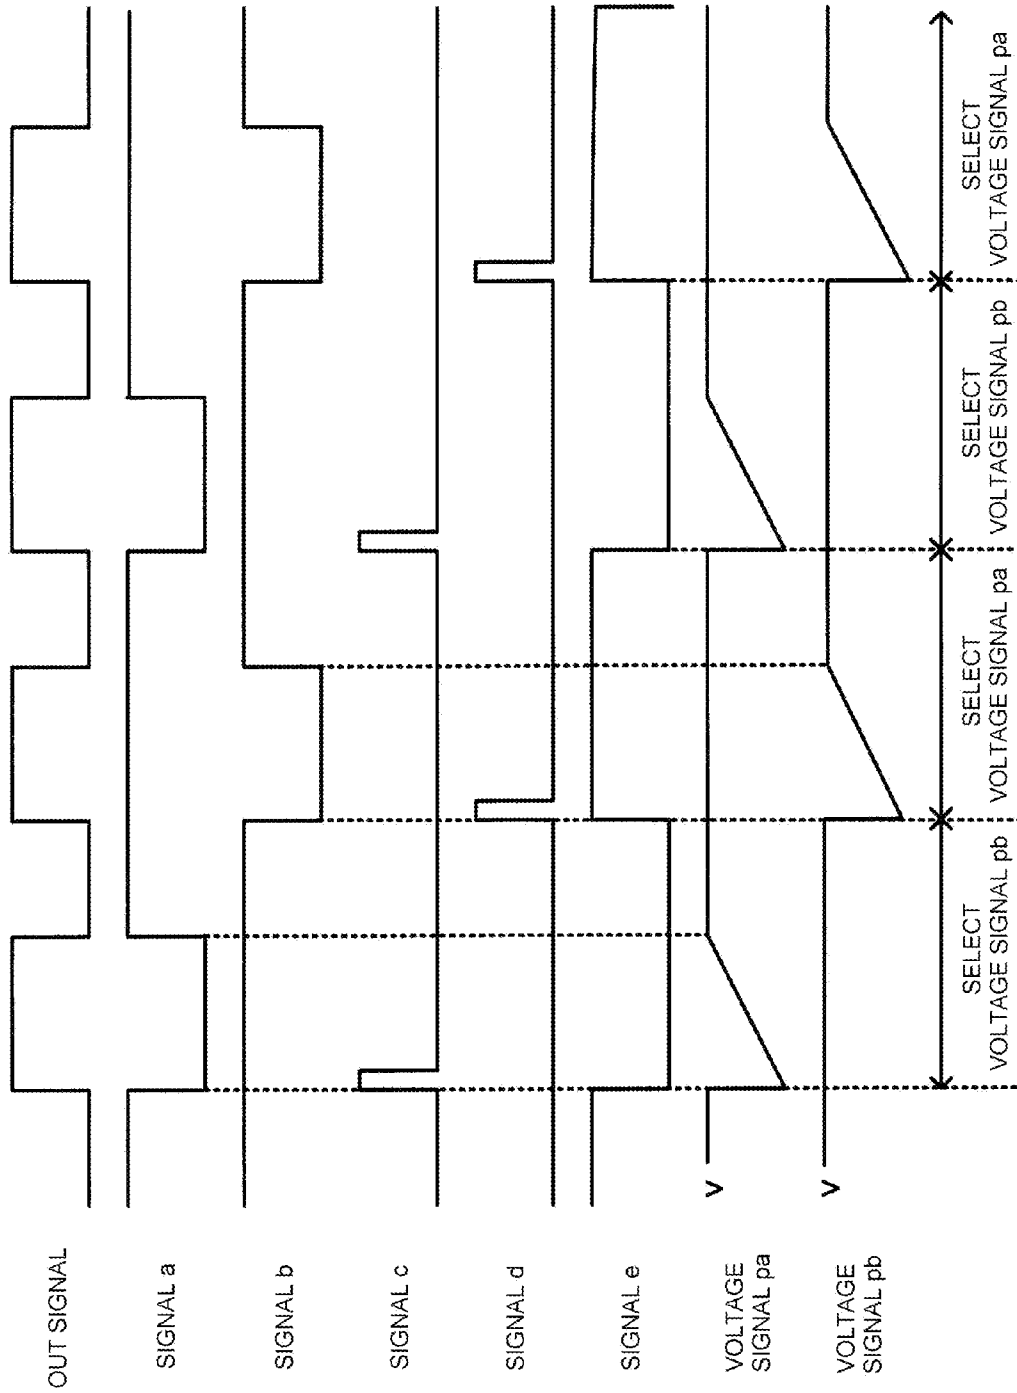 OUT SIGNAL
SIGNAL a
SIGNAL b
SIGNAL c
SIGNAL d
SIGNAL e
VOLTAGE
SIGNAL pa
V
VOLTAGE
SIGNAL pb
V
SELECT
VOLTAGE SIGNAL pb
SELECT
VOLTAGE SIGNAL pa
SELECT
VOLTAGE SIGNAL pb
SELECT
VOLTAGE SIGNAL pa